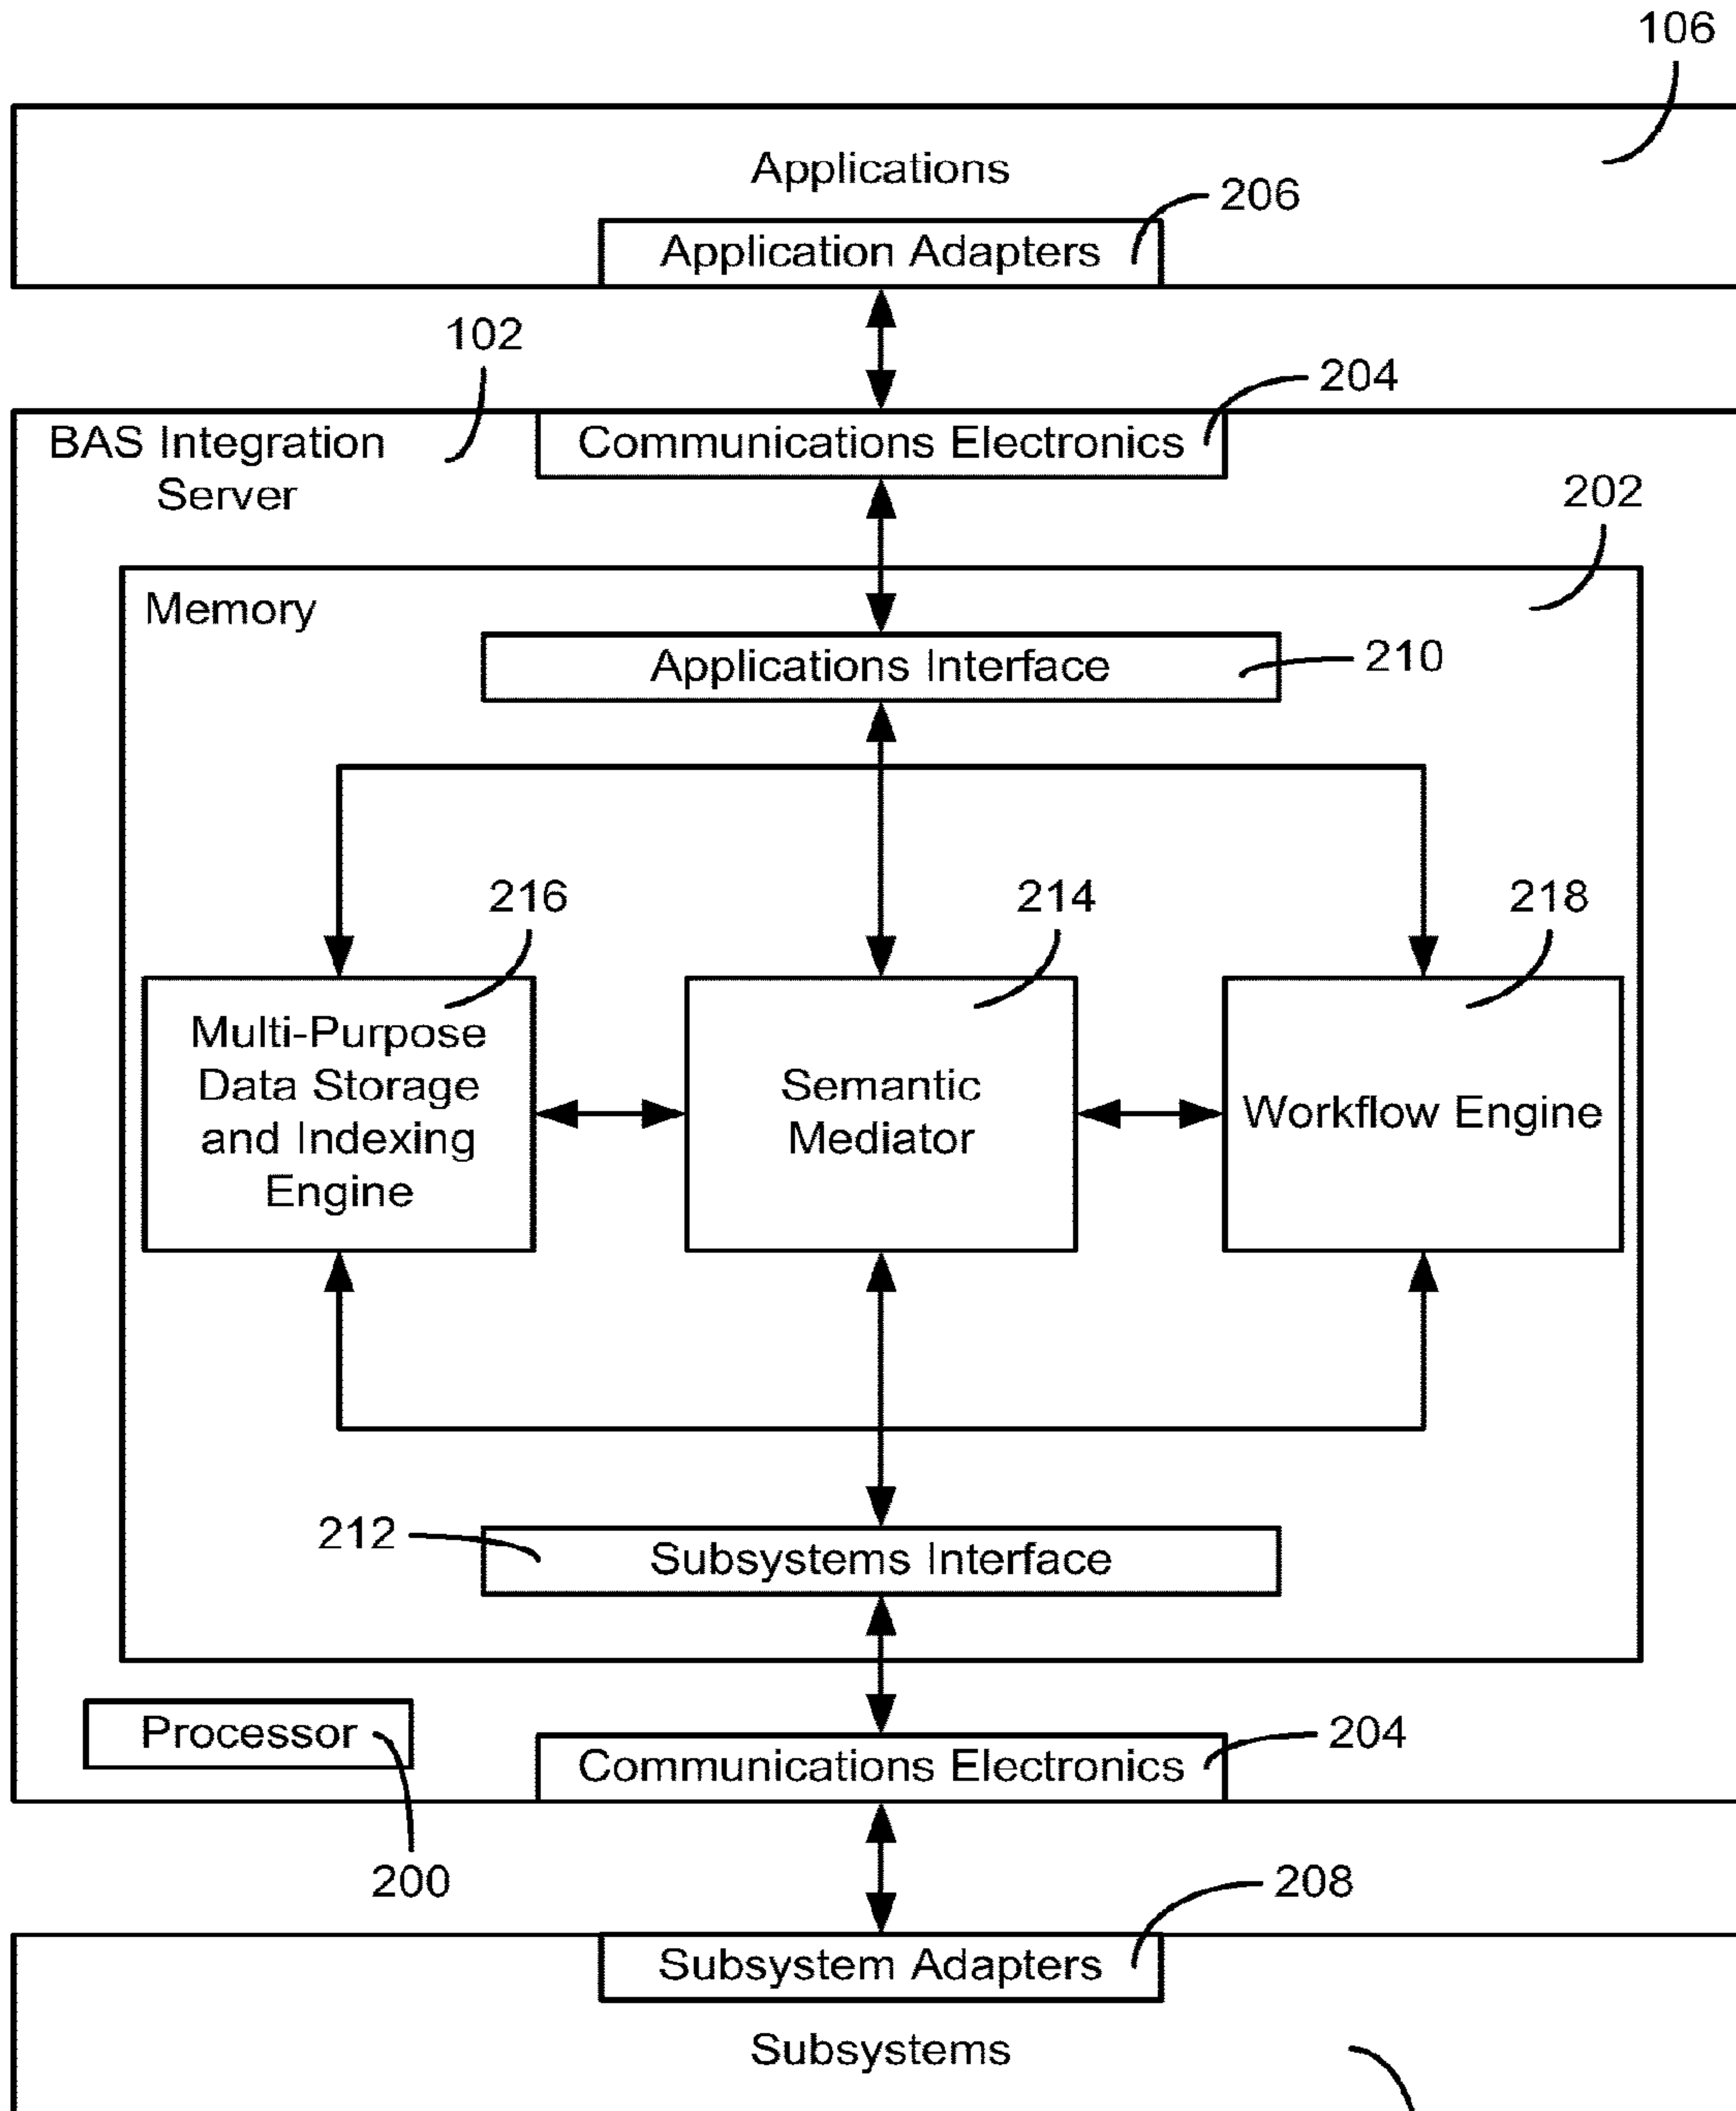 106
Applications
206
Application Adapters
102
204
BAS Integration
Server
Communications Electronics
202
Memory
Applications Interface
210
216
214
218
Multi-Purpose
Data Storage
and Indexing
Engine
Semantic
Mediator
Workflow Engine
212
Subsystems Interface
Processor
204
Communications Electronics
200
208
Subsystem Adapters
Subsystems